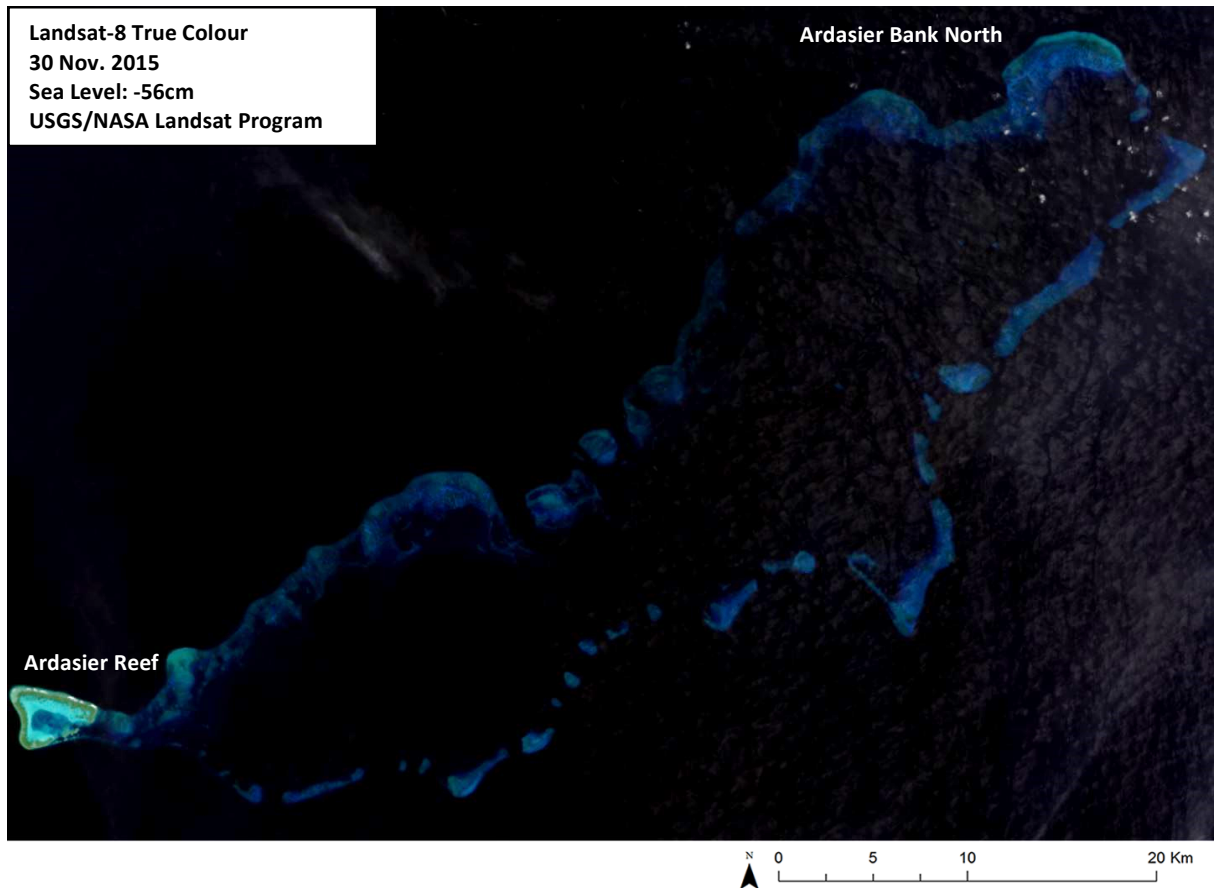 Landsat-8 True Colour
30 Nov. 2015
Sea Level: -56cm
USGS/NASA Landsat Program
Ardasier Bank North
Ardasier Reef
N 0 5 10 20 Km